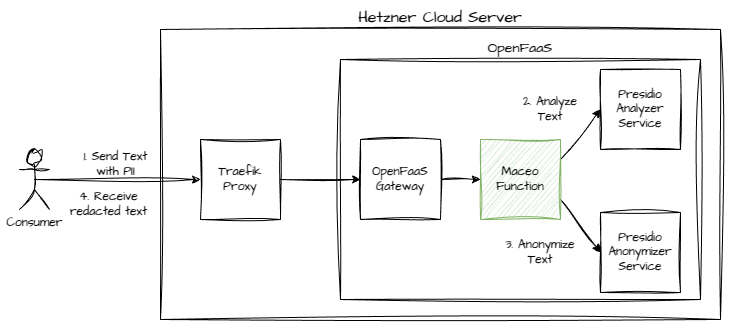 Hetzner Cloud Server
OpenFaaS
1. Send Text
with PII
4. Receive
redacted text
Consumer
Traefik
Proxy
OpenFaaS
Gateway
Maceo
Function
2. Analyze
Text
3. Anonymize
Text
Presidio
Analyzer
Service
Presidio
Anonymizer
Service